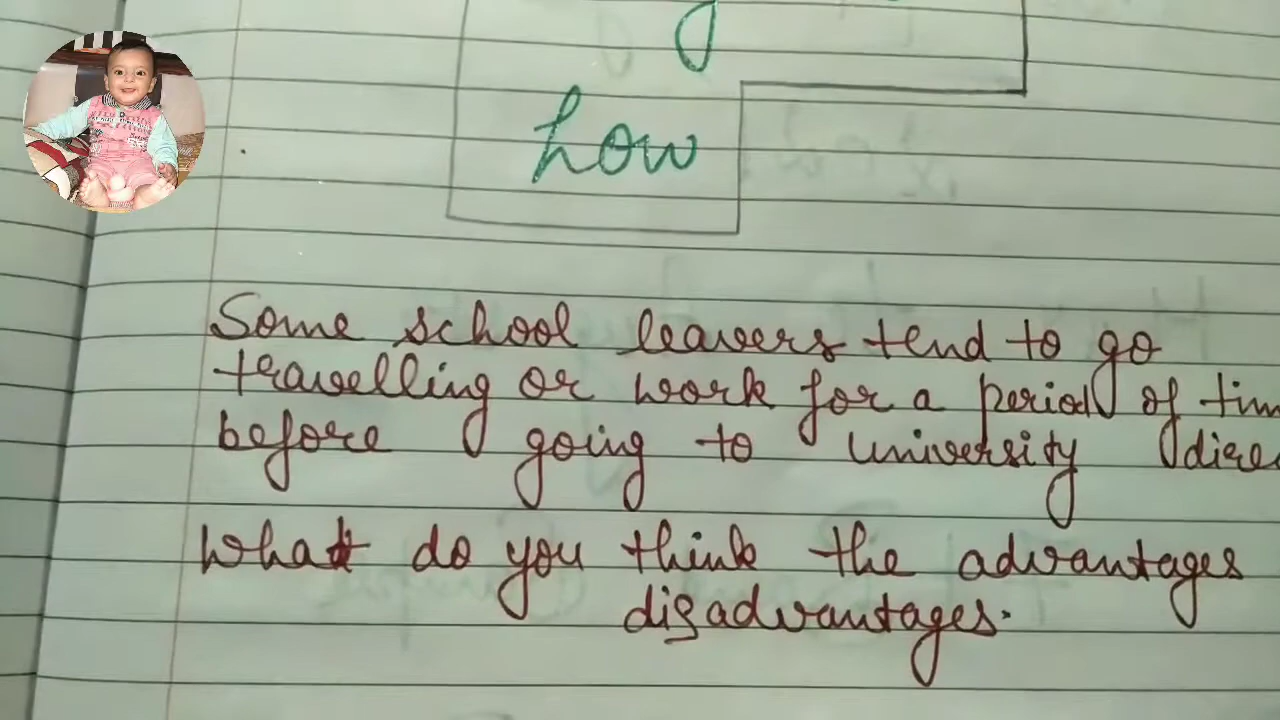 how
Some school leavers tend to go
travelling or work for a period of tim
before going to university dire
what do you think the advantages
disadvantages.